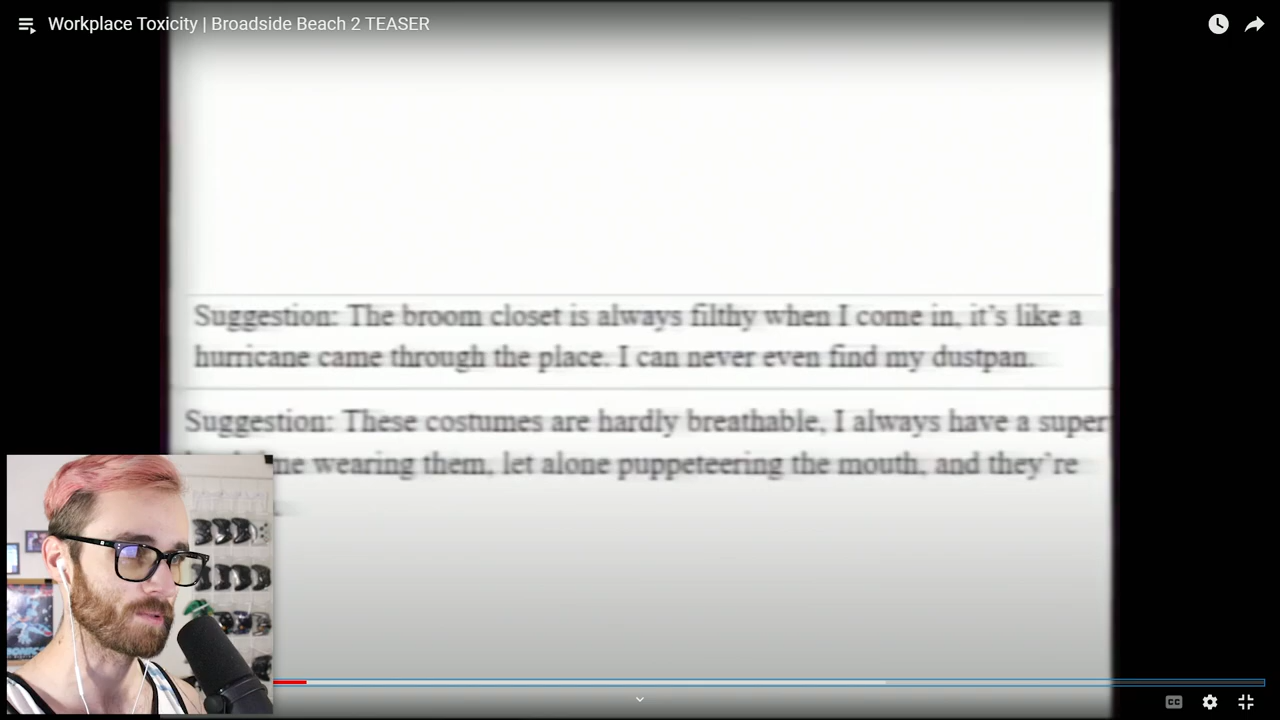 Workplace Toxicity | Broadside Beach 2 TEASER
Suggestion: The broom closet is always filthy when I come in, it’s like a
hurricane came through the place. I can never even find my dustpan.
Suggestion: These costumes are hardly breathable, I always have a super
wearing them, let alone puppeteering the mouth, and they’re
CC